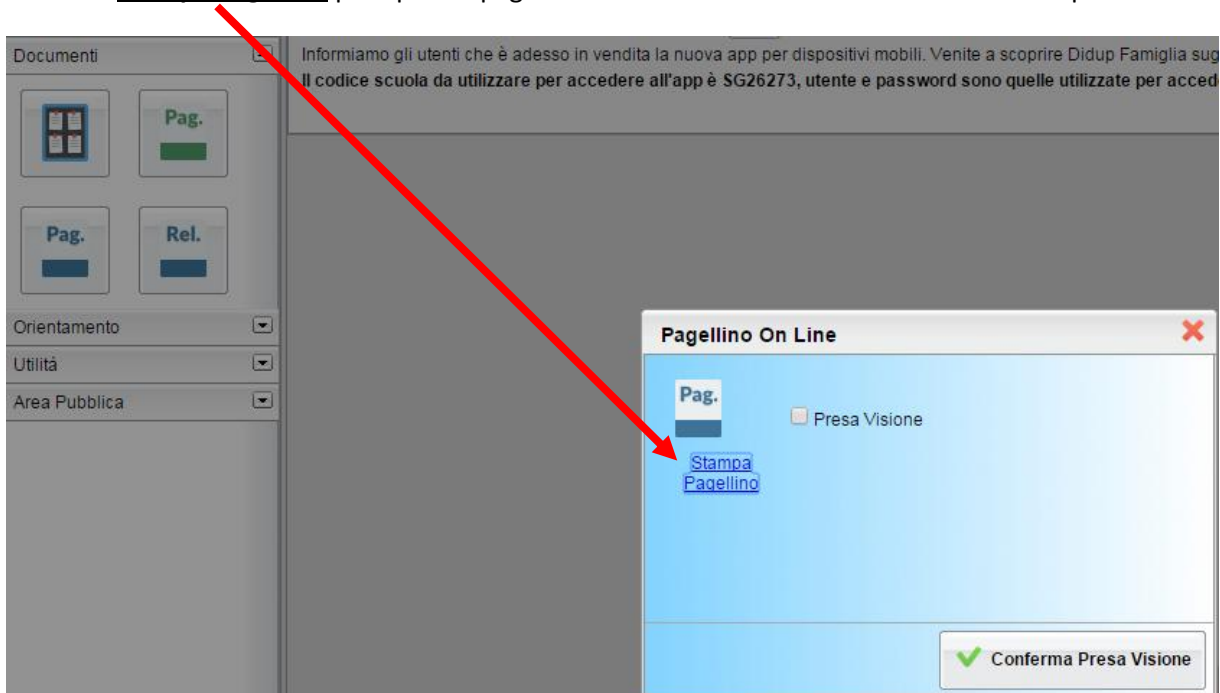 Documenti
Informiamo gli utenti che è adesso in vendita la nuova app per dispositivi mobili. Venite a scoprire Didup Famiglia sug
Il codice scuola da utilizzare per accedere all'app è SG26273, utente e password sono quelle utilizzate per acced
Pag.
Pag.
Rel.
Orientamento
Utilitá
Area Pubblica
Pagellino On Line
Pag.
Presa Visione
Stampa
Pagellino
Conferma Presa Visione